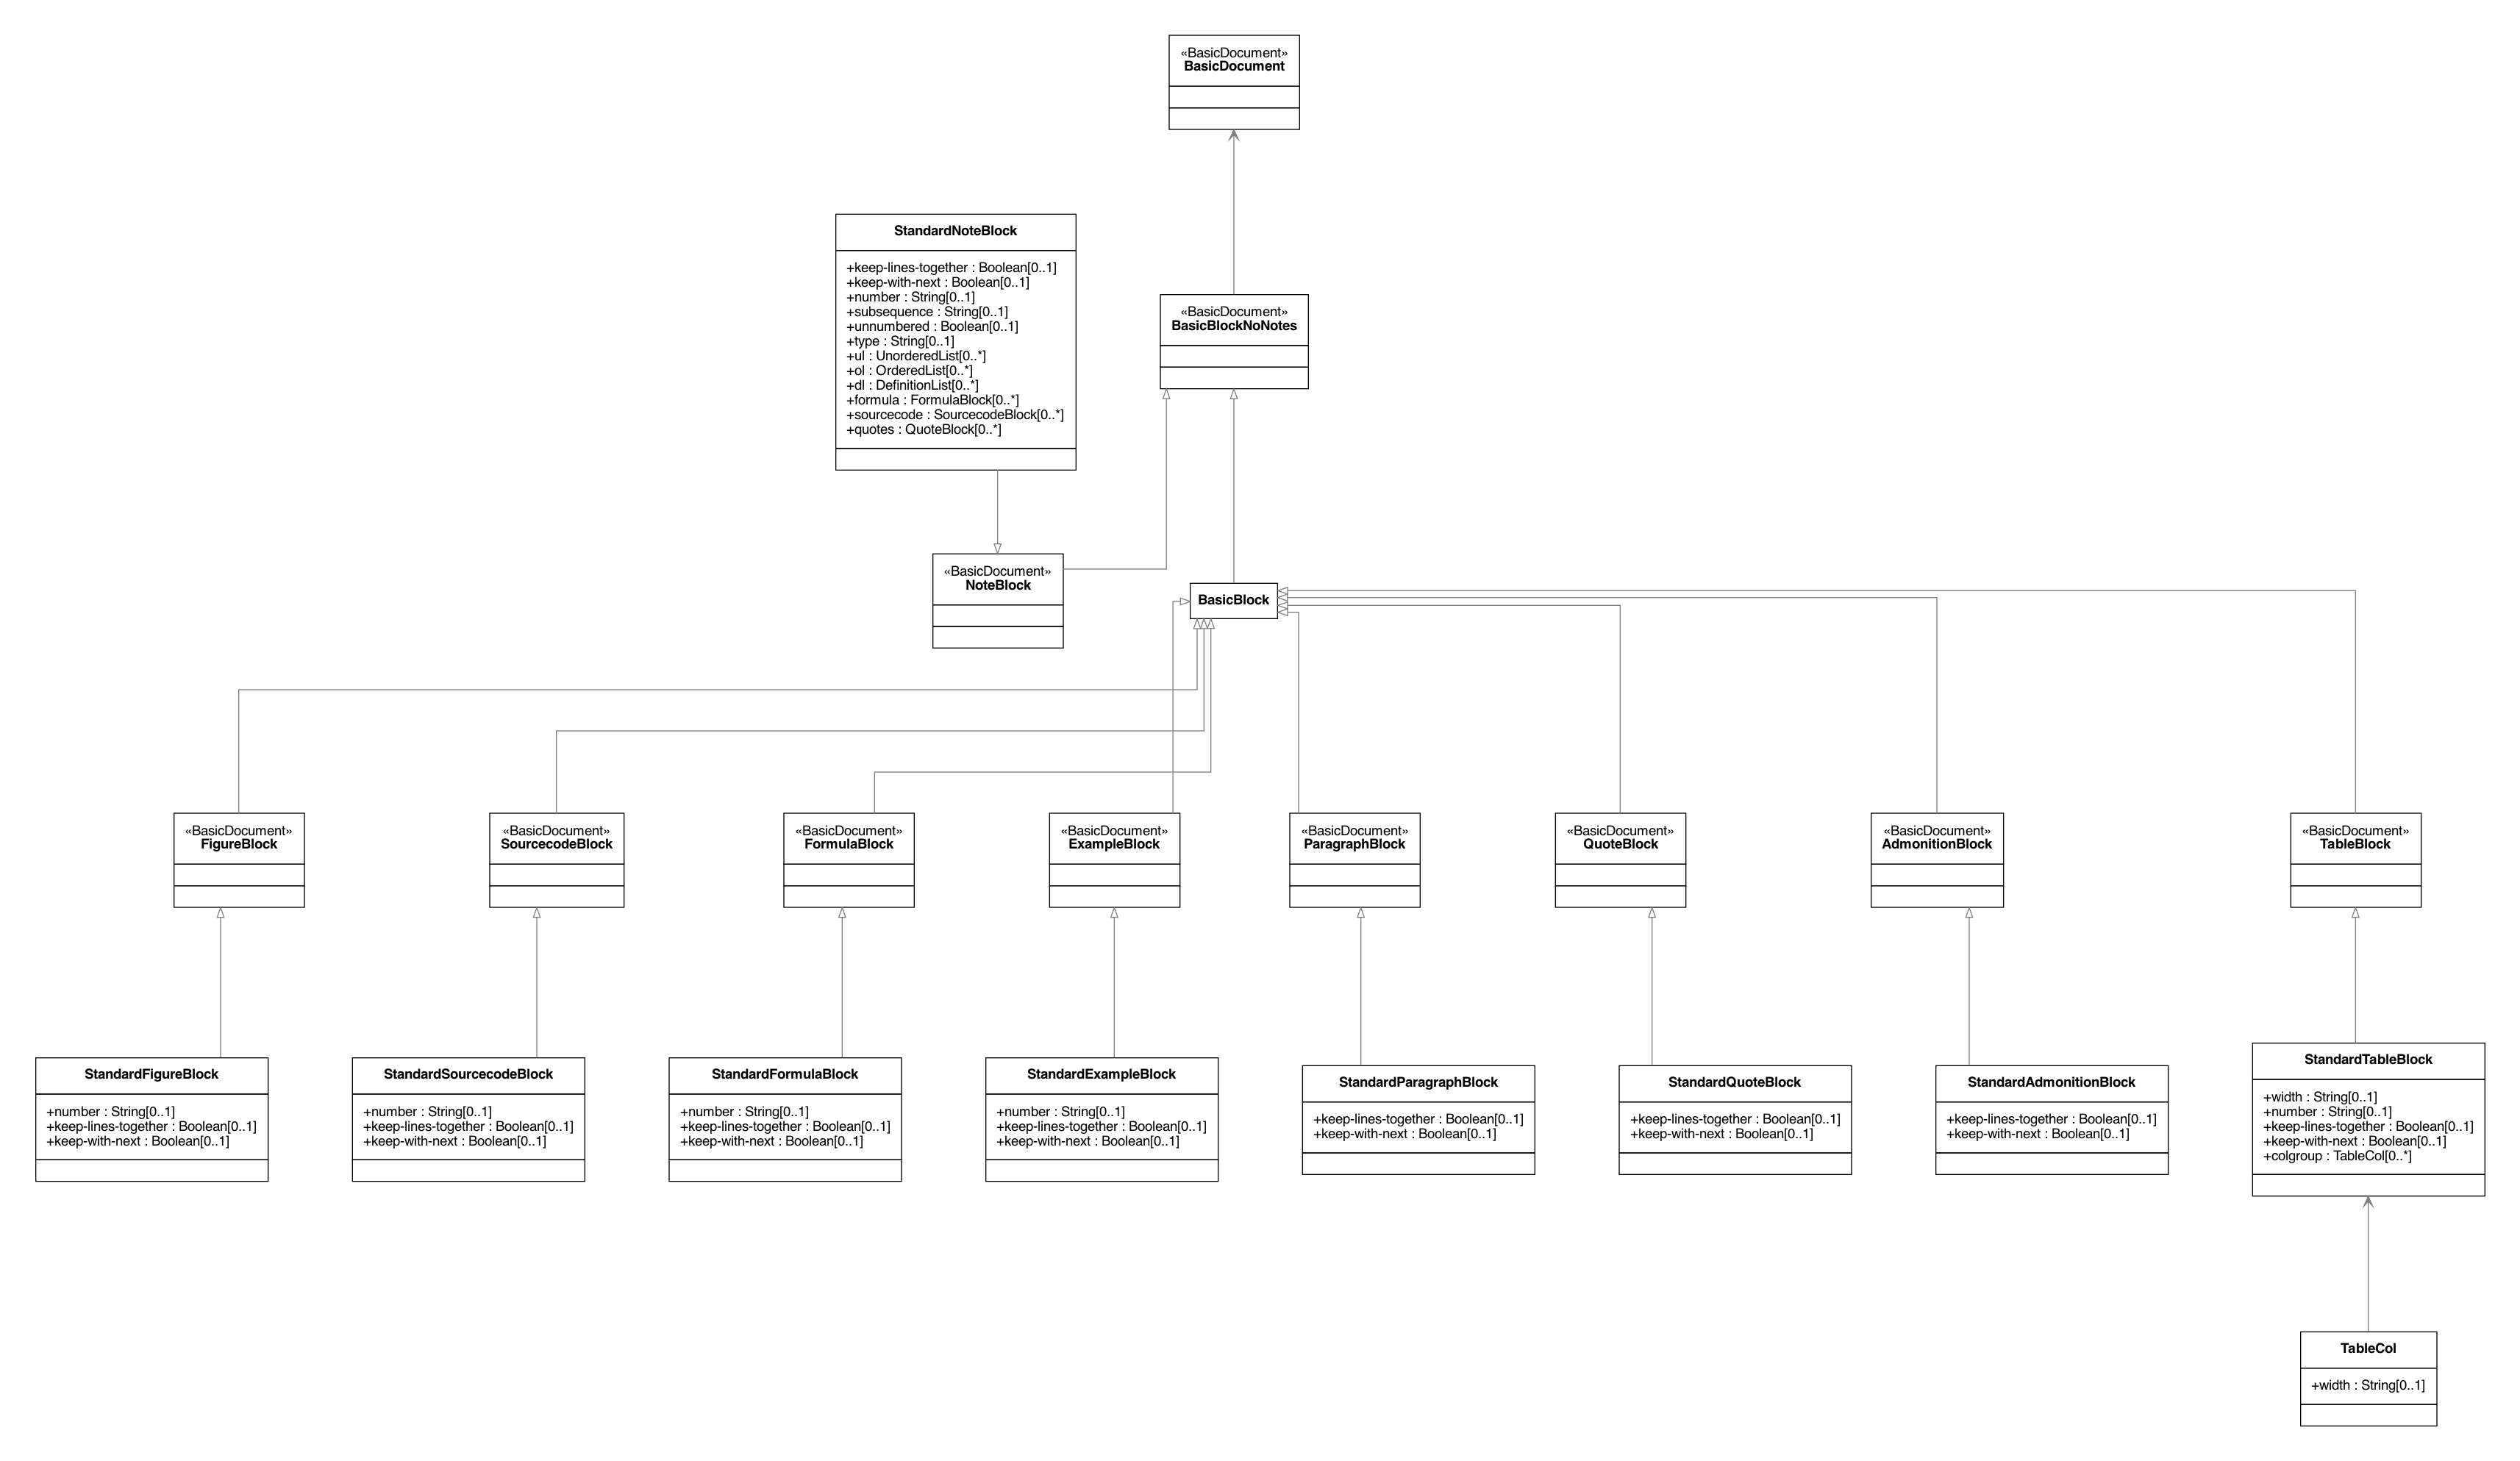 «BasicDocument»
BasicDocument
StandardNoteBlock
+keep-lines-together : Boolean[0..1]
+keep-with-next : Boolean[0..1]
+number : String[0..1]
+subsequence : String[0..1]
+unnumbered : Boolean[0..1]
+type : String[0..1]
+ul : UnorderedList[0..*]
+ol : OrderedList[0..*]
+dl : DefinitionList[0..*]
+formula : FormulaBlock[0..*]
+sourcecode : SourcecodeBlock[0..*]
+quotes : QuoteBlock[0..*]
«BasicDocument»
BasicBlockNoNotes
«BasicDocument»
NoteBlock
BasicBlock
«BasicDocument»
FigureBlock
«BasicDocument»
SourcecodeBlock
«BasicDocument»
FormulaBlock
«BasicDocument»
ExampleBlock
«BasicDocument»
ParagraphBlock
«BasicDocument»
QuoteBlock
«BasicDocument»
AdmonitionBlock
«BasicDocument»
TableBlock
StandardFigureBlock
+number : String[0..1]
+keep-lines-together : Boolean[0..1]
+keep-with-next : Boolean[0..1]
StandardSourcecodeBlock
+number : String[0..1]
+keep-lines-together : Boolean[0..1]
+keep-with-next : Boolean[0..1]
StandardFormulaBlock
+number : String[0..1]
+keep-lines-together : Boolean[0..1]
+keep-with-next : Boolean[0..1]
StandardExampleBlock
+number : String[0..1]
+keep-lines-together : Boolean[0..1]
+keep-with-next : Boolean[0..1]
StandardParagraphBlock
+keep-lines-together : Boolean[0..1]
+keep-with-next : Boolean[0..1]
StandardQuoteBlock
+keep-lines-together : Boolean[0..1]
+keep-with-next : Boolean[0..1]
StandardAdmonitionBlock
+keep-lines-together : Boolean[0..1]
+keep-with-next : Boolean[0..1]
StandardTableBlock
+width : String[0..1]
+number : String[0..1]
+keep-lines-together : Boolean[0..1]
+keep-with-next : Boolean[0..1]
+colgroup : TableCol[0..*]
TableCol
+width : String[0..1]